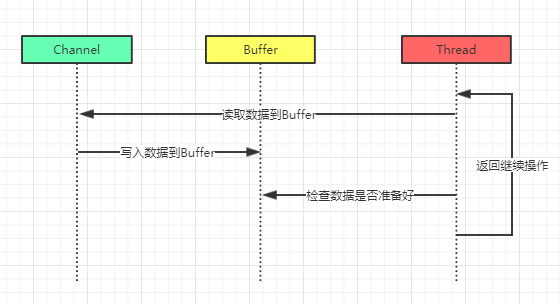 Channel
Buffer
Thread
读取数据到Buffer
写入数据到Buffer
返回继续操作
检查数据是否准备好